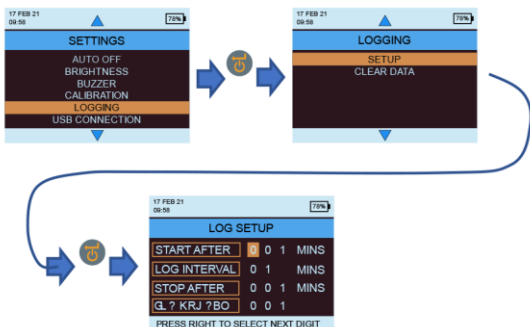 17 FEB 21
09:58
78%
SETTINGS
AUTO OFF
BRIGHTNESS
BUZZER
CALIBRATION
LOGGING
USB CONNECTION
17 FEB 21
09:58
78%
LOGGING
SETUP
CLEAR DATA
17 FEB 21
09:58
78%
LOG SETUP
START AFTER 0 0 1 MINS
LOG INTERVAL 0 1 MINS
STOP AFTER 0 0 1 MINS
GL ? KRJ ? BO 0 0 1
PRESS RIGHT TO SELECT NEXT DIGIT